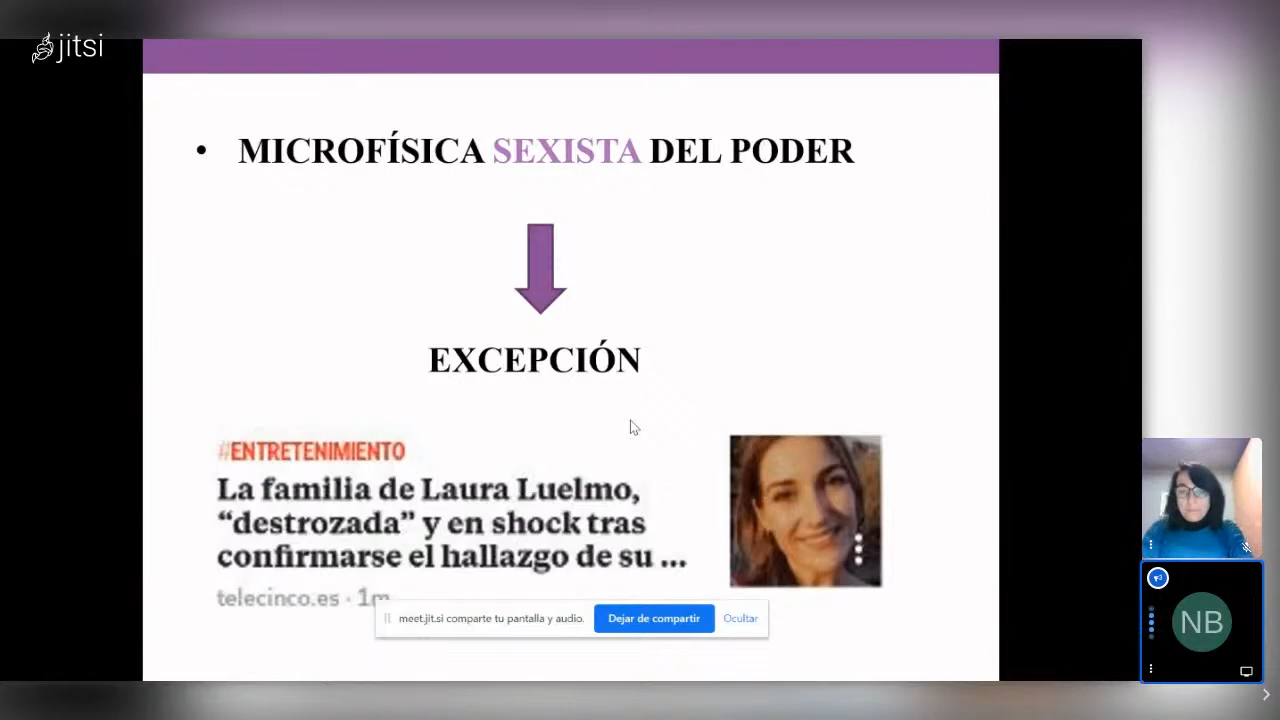 jitsi
• MICROFÍSICA SEXISTA DEL PODER
EXCEPCIÓN
#ENTRETENIMIENTO
La familia de Laura Luelmo,
“destrozada” y en shock tras
confirmarse el hallazgo de su ...
telecinco.es · 1m
meet.jit.si comparte tu pantalla y audio.
Dejar de compartir
Ocultar
NB